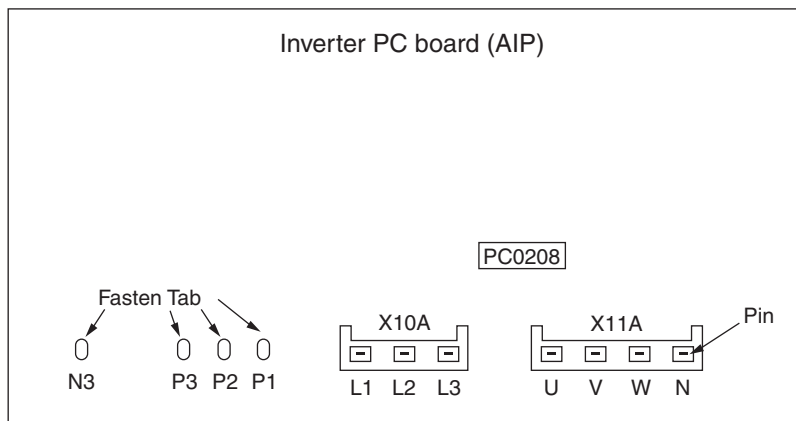 Inverter PC board (AIP)
PC0208
Fasten Tab
X10A
X11A
Pin
N3 P3 P2 P1 L1 L2 L3 U V W N